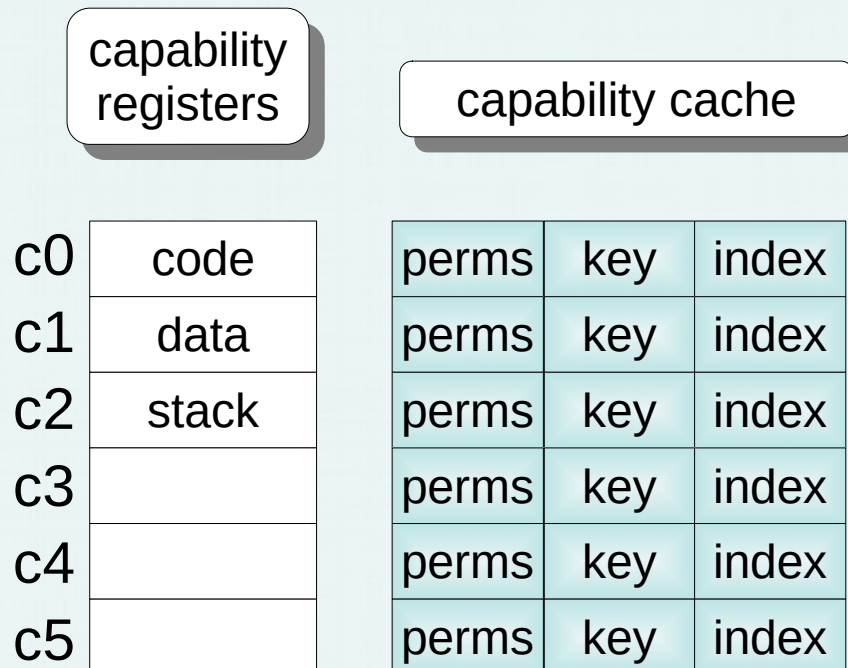 capability
registers
capability cache
c0 code perms key index
c1 data perms key index
c2 stack perms key index
c3 perms key index
c4 perms key index
c5 perms key index